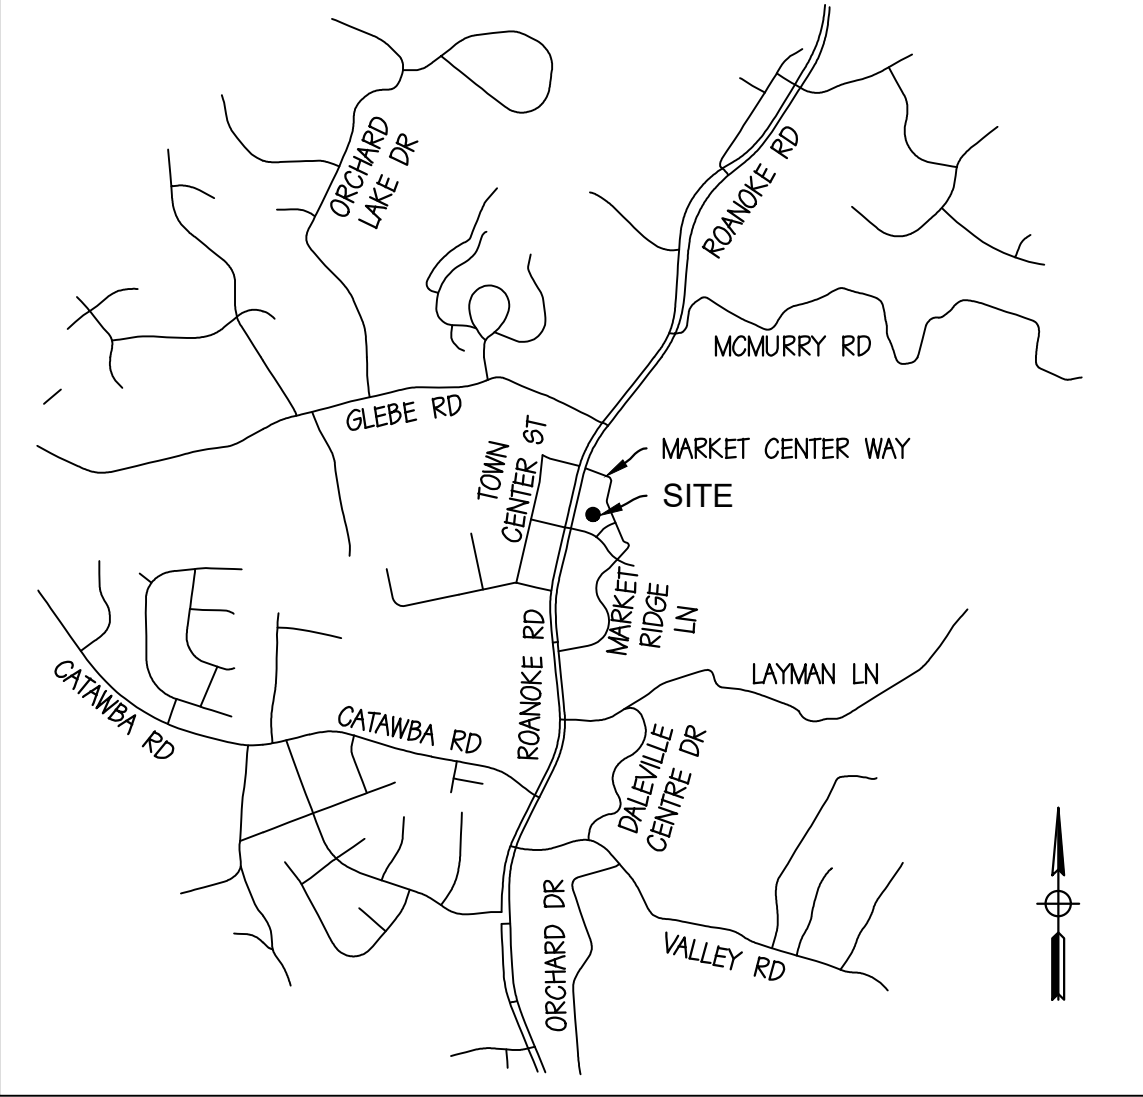 ORCHARD
LAKE DR
ROANOKE RD
MCMURRY RD
GLEBE RD
TOWN
CENTER ST
MARKET CENTER WAY
SITE
MARKET
RIDGE
LN
ROANOKE RD
LAYMAN LN
CATAWBA RD
CATAWBA RD
DALEVILLE
CENTRE DR
ORCHARD DR
VALLEY RD